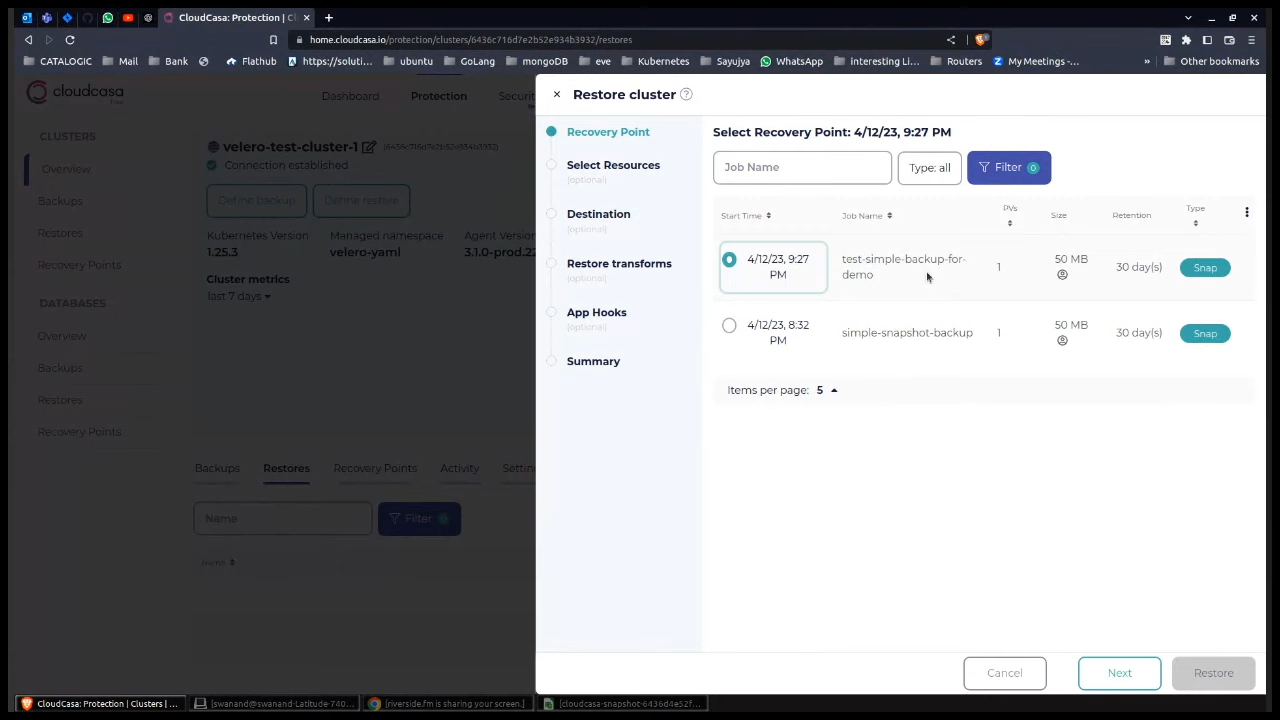 CloudCasa: Protection | Cl
home.cloudcasa.io/protection/clusters/6436c716d7e2b52e934b3932/restores
CATALOGIC
Mail
Bank
Flathub
https://soluti...
ubuntu
GoLang
mongoDB
eve
Kubernetes
Sayujya
WhatsApp
interesting Li...
Routers
My Meetings -...
»
Other bookmarks
cloudcasa
Dashboard
Protection
Securi
CLUSTERS
Overview
Backups
Restores
Recovery Points
DATABASES
Overview
Backups
Restores
Recovery Points
velero-test-cluster-1
(6436c716d7e2b52e934b3932)
Connection established
Define backup
Define restore
Kubernetes Version
1.25.3
Managed namespace
velero-yaml
Agent Version
3.1.0-prod.22
Cluster metrics
last 7 days
Backups
Restores
Recovery Points
Activity
Settin
Name
Filter 0
Name
Restore cluster ?
Recovery Point
Select Resources
(optional)
Destination
(optional)
Restore transforms
(optional)
App Hooks
(optional)
Summary
Select Recovery Point: 4/12/23, 9:27 PM
Job Name
Type: all
Filter 0
Start Time
Job Name
PVs
Size
Retention
Type
4/12/23, 9:27
PM
test-simple-backup-for-
demo
1
50 MB
30 day(s)
Snap
4/12/23, 8:32
PM
simple-snapshot-backup
1
50 MB
30 day(s)
Snap
Items per page: 5
Cancel
Next
Restore
CloudCasa: Protection | Clusters | ...
[swanand@swanand-Latitude-740...
[riverside.fm is sharing your screen.]
[cloudcasa-snapshot-6436d4e52f...